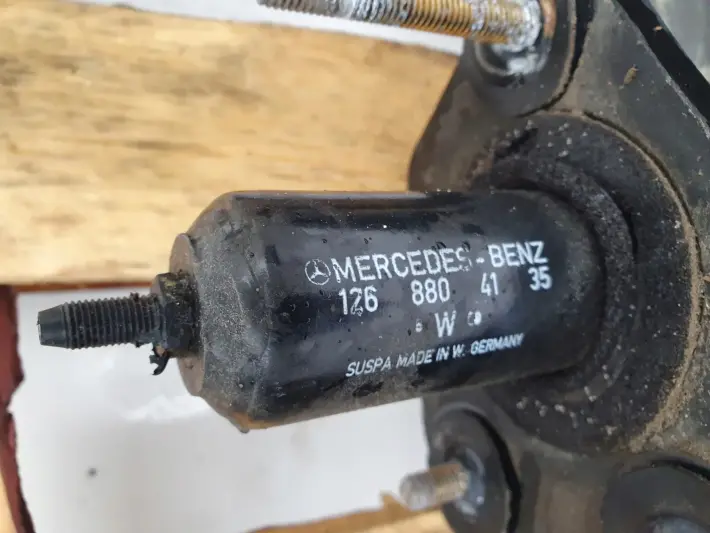 MERCEDES-BENZ
126 880 41 35
W
SUSPA MADE IN W. GERMANY